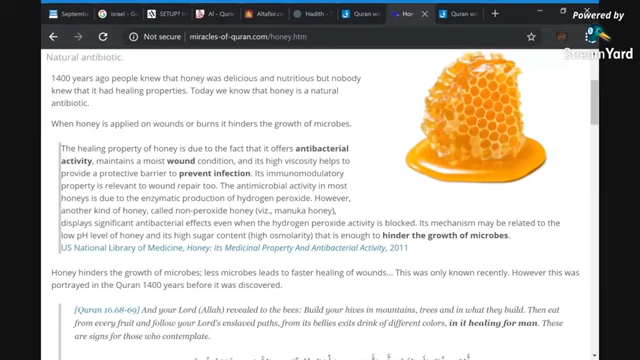 Septembe
Israel - G
SETUP?
Al - Q
Altafsir.c
Hadith - T
Quran wo
Hone
Quran wo
Powered by
StreamYard
Not secure | miracles-of-quran.com/honey.htm
Natural antibiotic.
1400 years ago people knew that honey was delicious and nutritious but nobody
knew that it had healing properties. Today we know that honey is a natural
antibiotic.
When honey is applied on wounds or burns it hinders the growth of microbes.
The healing property of honey is due to the fact that it offers antibacterial
activity, maintains a moist wound condition, and its high viscosity helps to
provide a protective barrier to prevent infection. Its immunomodulatory
property is relevant to wound repair too. The antimicrobial activity in most
honeys is due to the enzymatic production of hydrogen peroxide. However,
another kind of honey, called non-peroxide honey (viz., manuka honey),
displays significant antibacterial effects even when the hydrogen peroxide activity is blocked. Its mechanism may be related to the
low pH level of honey and its high sugar content (high osmolarity) that is enough to hinder the growth of microbes.
US National Library of Medicine, Honey: Its Medicinal Property and Antibacterial Activity, 2011
Honey hinders the growth of microbes; less microbes leads to faster healing of wounds... This was only known recently. However this was
portrayed in the Quran 1400 years before it was discovered.
[Quran 16.68-69] And your Lord (Allah) revealed to the bees: Build your hives in mountains, trees and in what they build. Then eat
from every fruit and follow your Lord's enslaved paths, from its bellies exits drink of different colors, in it healing for man. These
are signs for those who contemplate.